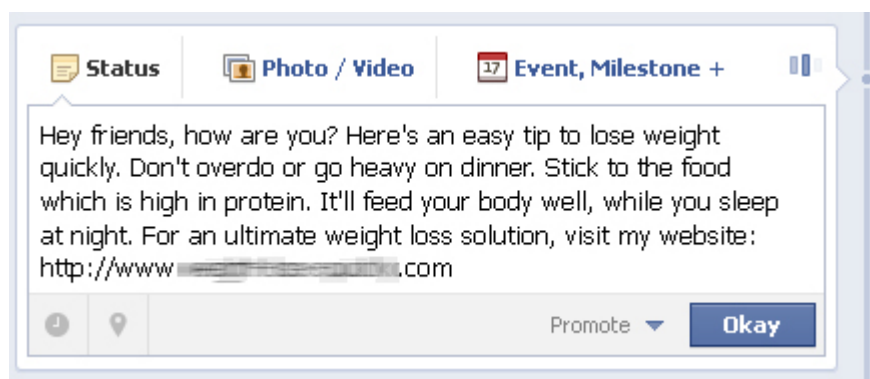 Status
Photo / Video
17
Event, Milestone +
Hey friends, how are you? Here's an easy tip to lose weight
quickly. Don't overdo or go heavy on dinner. Stick to the food
which is high in protein. It'll feed your body well, while you sleep
at night. For an ultimate weight loss solution, visit my website:
http://www .com
Promote
Okay